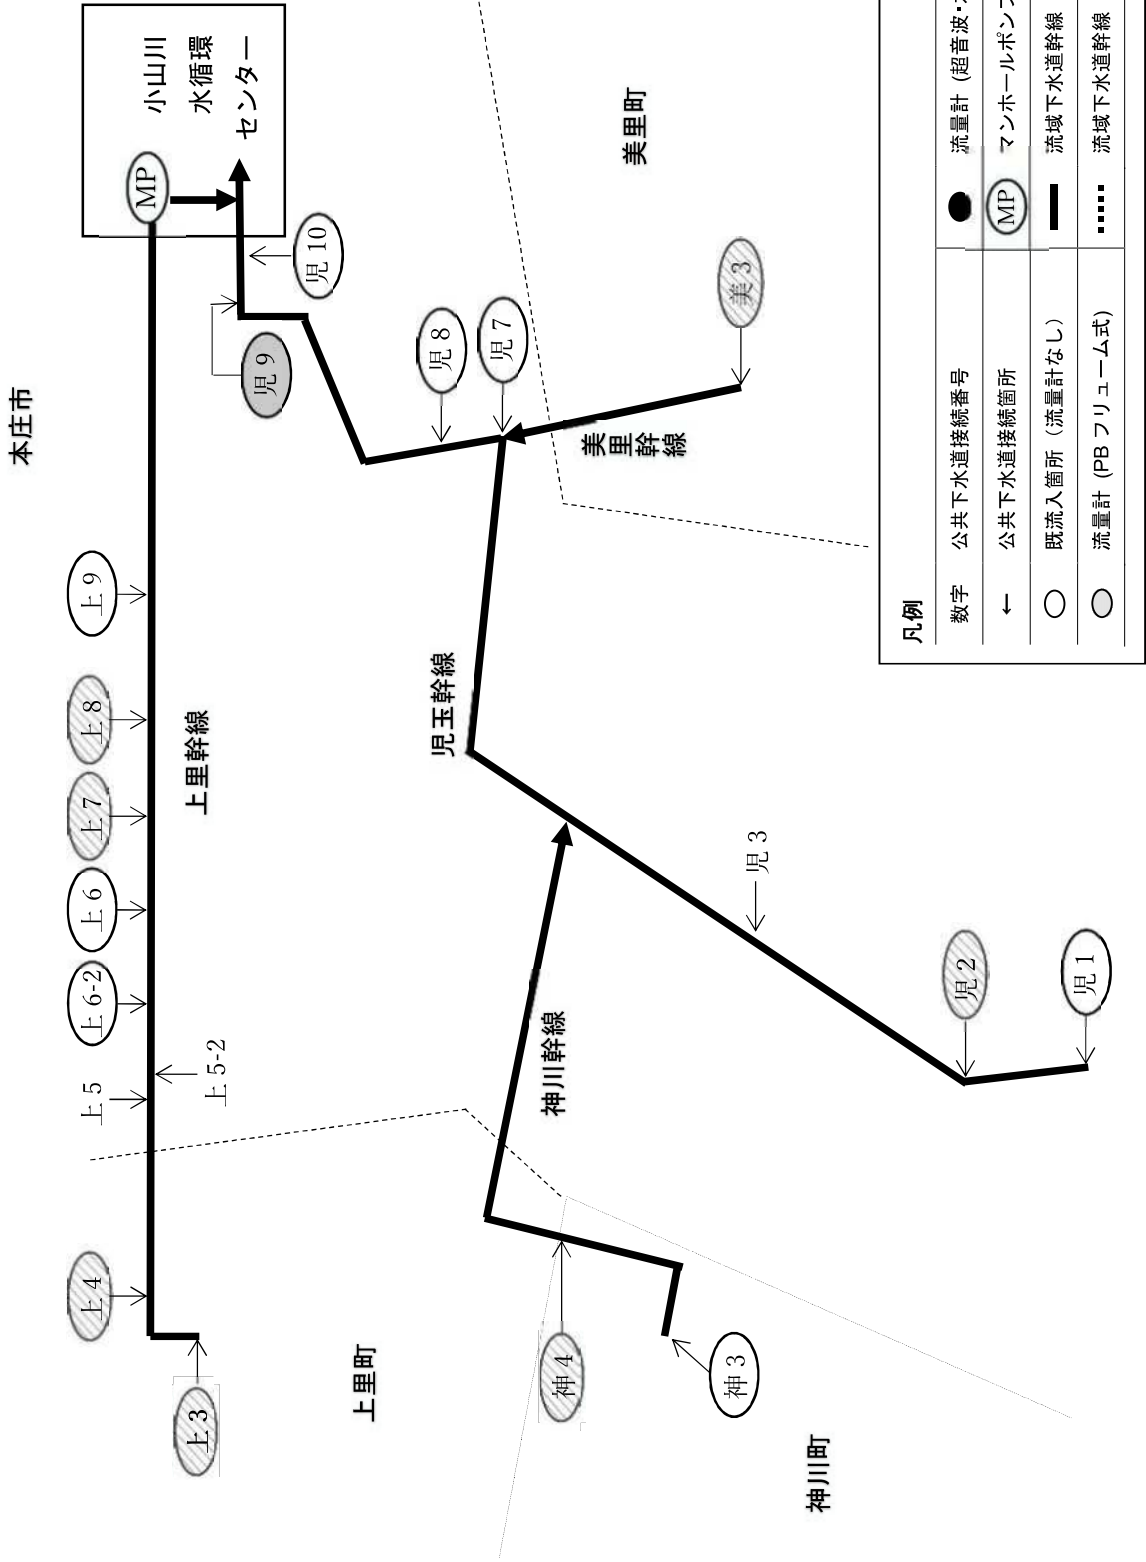 本庄市
小山川
水循環
センター
MP
上3
上4
上5
上5-2
上6-2
上6
上7
上8
上9
上里幹線
児10
児9
児8
児7
美3
美里町
美里幹線
児玉幹線
児3
児2
児1
神川幹線
神4
神3
上里町
神川町
凡例
数字 公共下水道接続番号
← 公共下水道接続箇所
既流入箇所（流量計なし）
流量計 (PBフリューム式)
流量計 (超音波・
MP マンホールポンプ
流域下水道幹線
流域下水道幹線